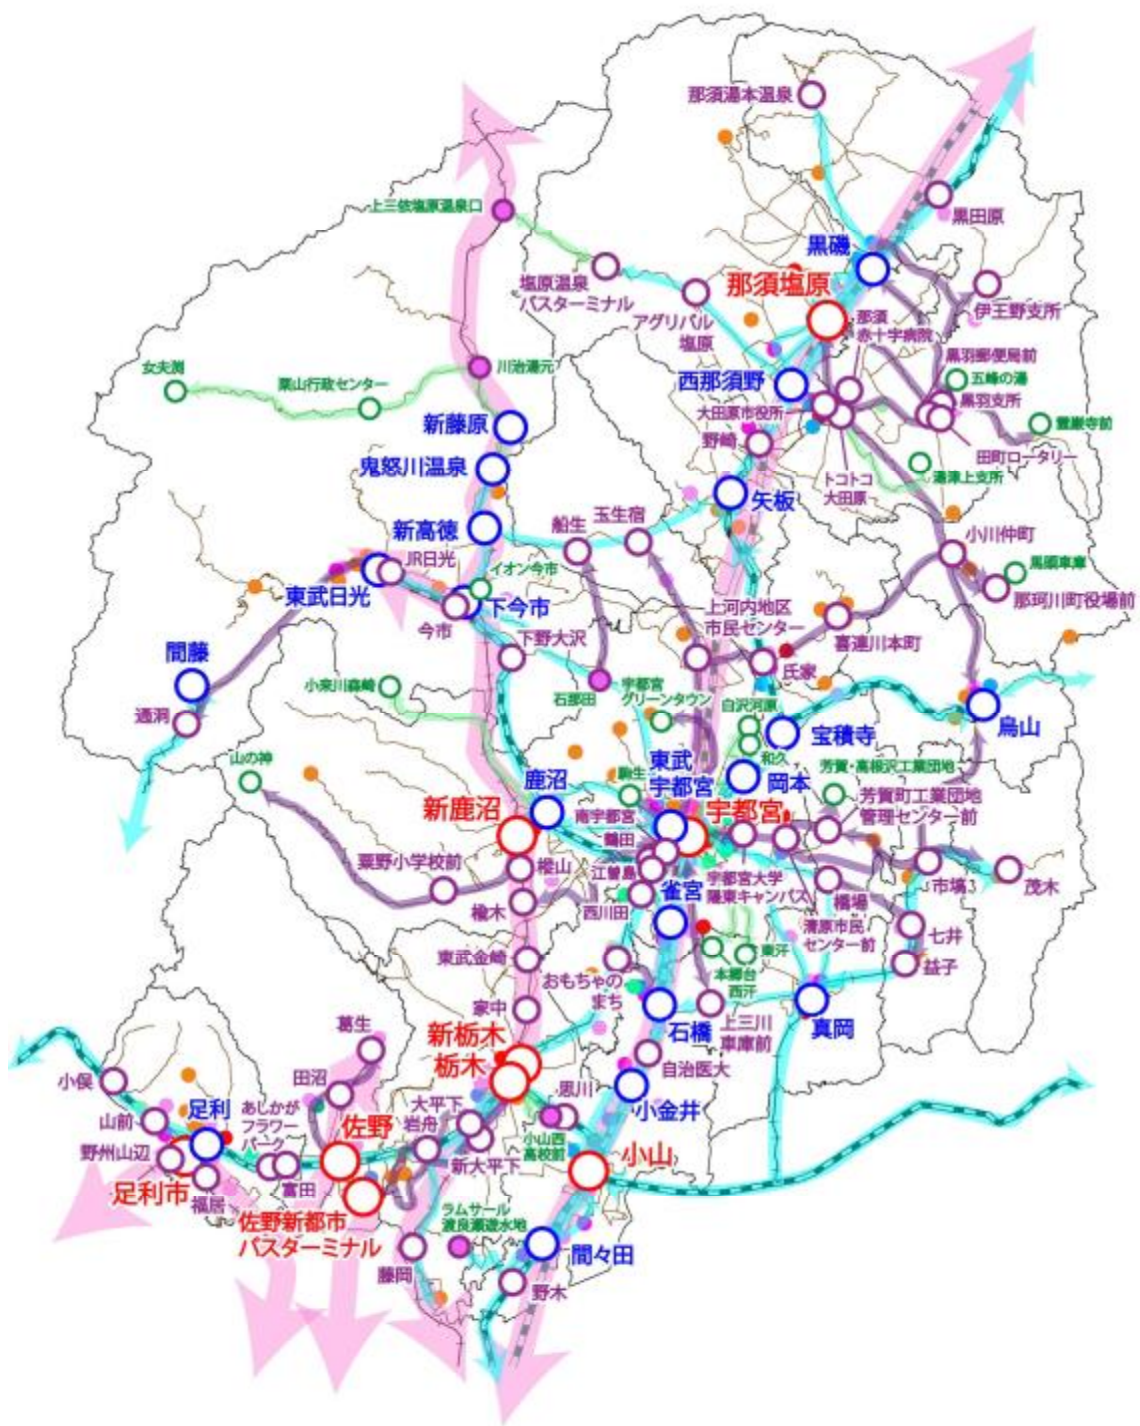 那須湯本温泉
上三依塩原温泉口
黒田原
黒磯
塩原温泉
バスターミナル
那須塩原
アグリパル
塩原
伊王野支所
那須
赤十字病院
女夫渕
栗山行政センター
川治湯元
西那須野
黒羽郵便局前
五峰の湯
黒羽支所
新藤原
大田原市役所
野崎
雲巌寺前
田町ロータリー
鬼怒川温泉
トコトコ
大田原
湯津上支所
矢板
新高徳
船生
玉生宿
小川仲町
馬頭車庫
那珂川町役場前
JR日光
イオン今市
東武日光
下今市
今市
上河内地区
市民センター
喜連川本町
間藤
下野大沢
氏家
小来川森崎
石那田
宇都宮
グリーンタウン
白沢河原
通洞
宝積寺
烏山
山の神
和久
鹿沼
駒生
東武
宇都宮
岡本
芳賀・高根沢工業団地
芳賀町工業団地
管理センター前
新鹿沼
南宇都宮
宇都宮
鶴田
粟野小学校前
樅山
江曽島
宇都宮大学
陽東キャンパス
市塙
茂木
楡木
西川田
雀宮
橋場
清原市民
センター前
七井
東武金崎
おもちゃの
まち
本郷台
西汗
東汗
益子
家中
石橋
上三川
車庫前
真岡
新栃木
栃木
葛生
自治医大
小俣
田沼
小金井
山前
足利
あしかが
フラワー
パーク
佐野
大平下
岩舟
思川
小山西
高校前
小山
野州山辺
新大平下
足利市
福居
富田
佐野新都市
バスターミナル
ラムサール
渡良瀬遊水地
間々田
藤岡
野木